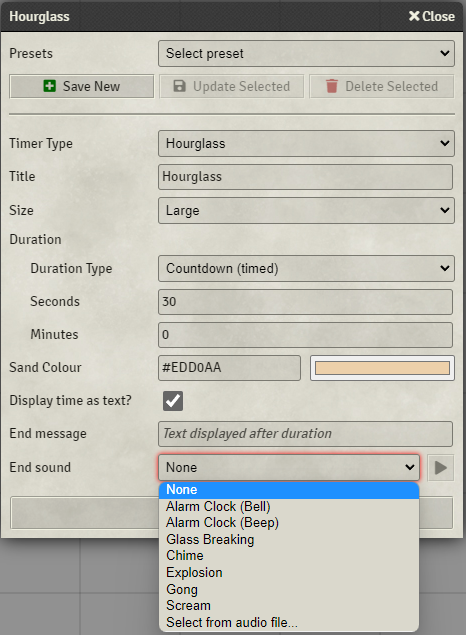 Hourglass Close
Presets Select preset
Save New Update Selected Delete Selected
Timer Type Hourglass
Title Hourglass
Size Large
Duration
Duration Type Countdown (timed)
Seconds 30
Minutes 0
Sand Colour #EDD0AA
Display time as text?
End message Text displayed after duration
End sound None
None
Alarm Clock (Bell)
Alarm Clock (Beep)
Glass Breaking
Chime
Explosion
Gong
Scream
Select from audio file...